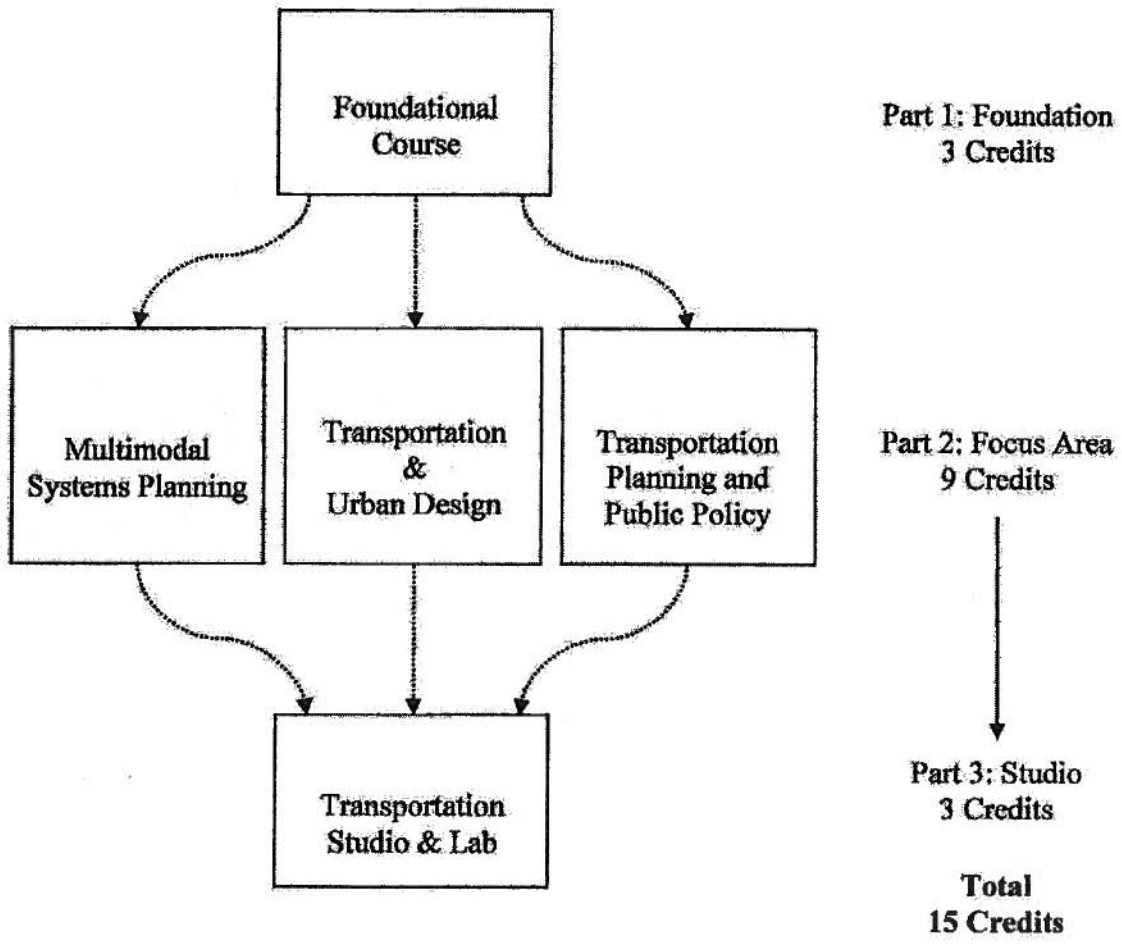 Foundational
Course
Part 1: Foundation
3 Credits
Multimodal
Systems Planning
Transportation
&
Urban Design
Transportation
Planning and
Public Policy
Part 2: Focus Area
9 Credits
Transportation
Studio & Lab
Part 3: Studio
3 Credits
Total
15 Credits